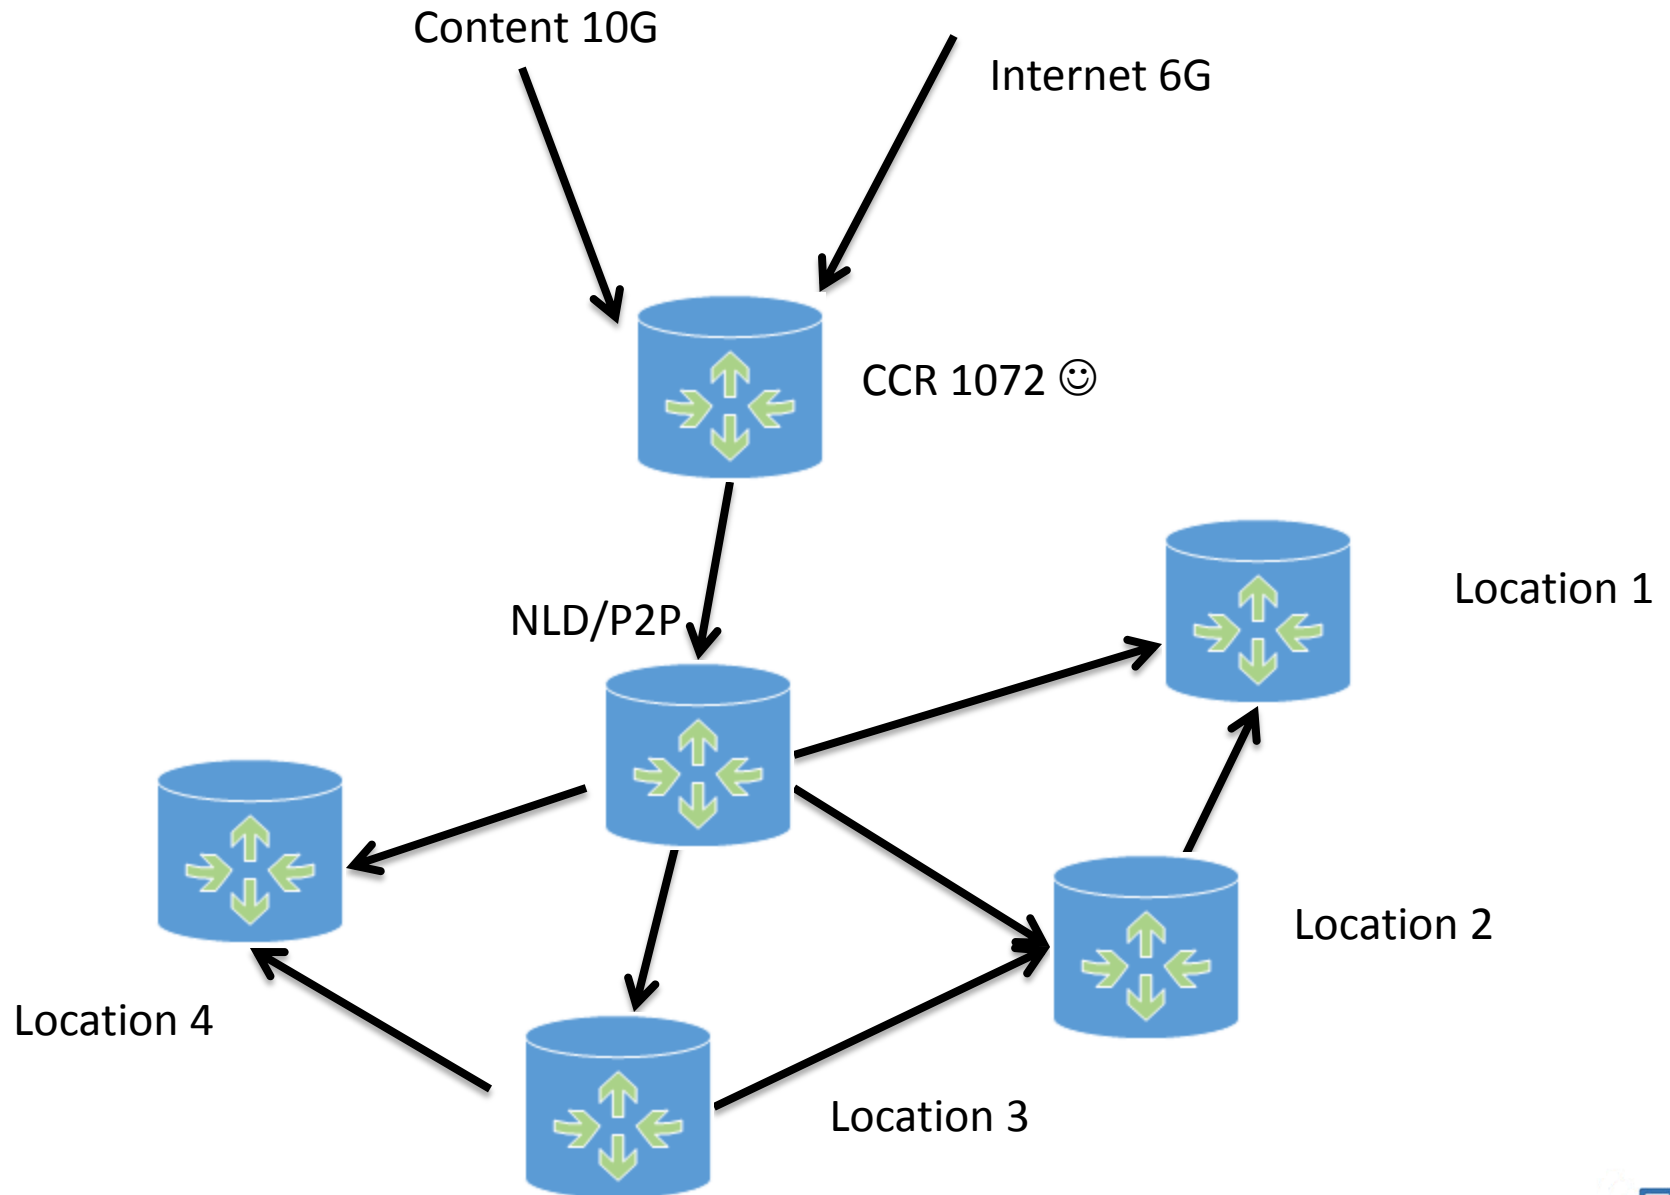 Content 10G
Internet 6G
CCR 1072 ☺
NLD/P2P
Location 1
Location 2
Location 4
Location 3